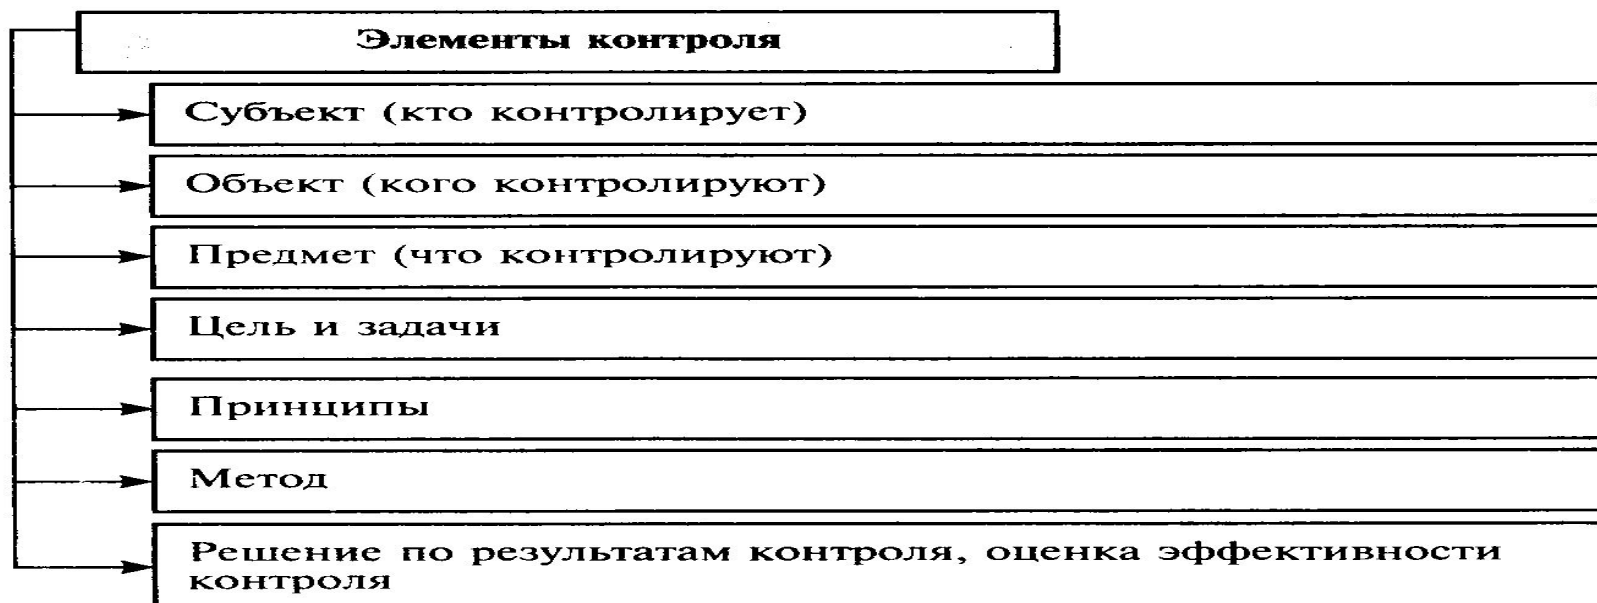 Элементы контроля
Субъект (кто контролирует)
Объект (кого контролируют)
Предмет (что контролируют)
Цель и задачи
Принципы
Метод
Решение по результатам контроля, оценка эффективности
контроля